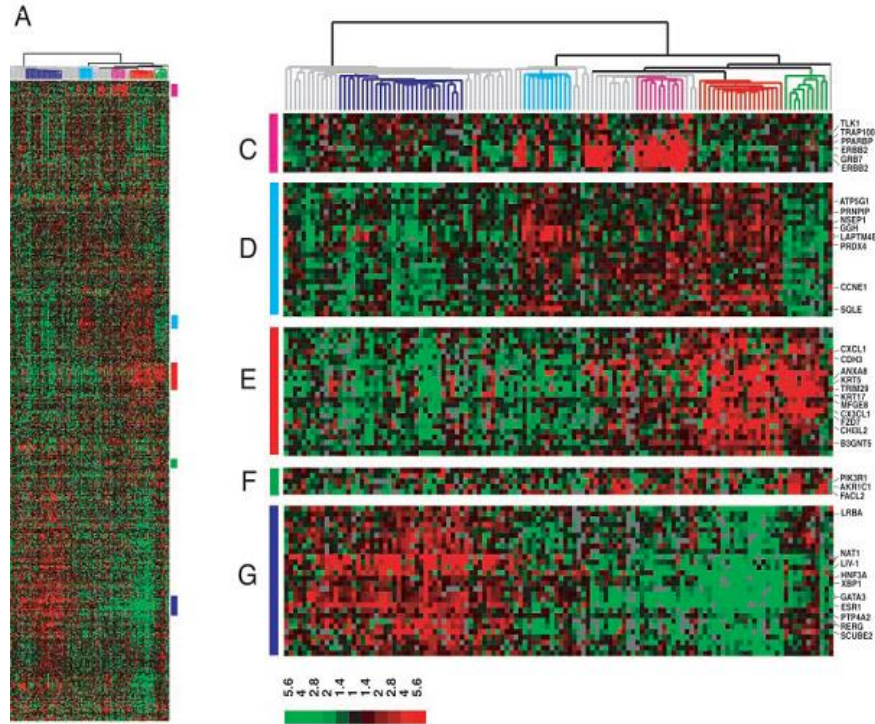 A
C
TLK1
TRAP100
PPARBP
ERBB2
GRB7
ERBB2
D
ATP5G1
PRNPIP
NSEP1
GGH
LAPTM4B
PRDX4
CCNE1
SQLE
E
CXCL1
CDH3
ANXA8
KRT5
TRIM29
KRT17
MFGE8
CX3CL1
FZD7
CHI3L2
B3GNT5
F
PIK3R1
AKR1C1
FACL2
G
LRBA
NAT1
LIV-1
HNF3A
XBP1
GATA3
ESR1
PTP4A2
RERG
SCUBE2
5.6 4 2.8 2 1.4 1 1.4 2 2.8 4 5.6